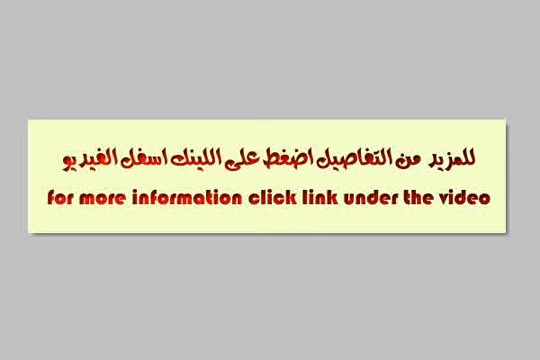 للمزيد من التفاصيل اضغط على اللينك اسفل الفيديو
for more information click link under the video